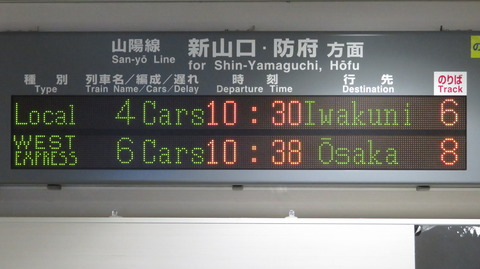 山陽線 新山口・防府 方面
San-yō Line for Shin-Yamaguchi, Hōfu
種別 列車名/編成/遅れ 時刻 行先 のりば
Type Train Name/Cars/Delay Departure Time Destination Track
Local 4 Cars 10:30 Iwakuni 6
WEST EXPRESS 6 Cars 10:38 Ōsaka 8
の